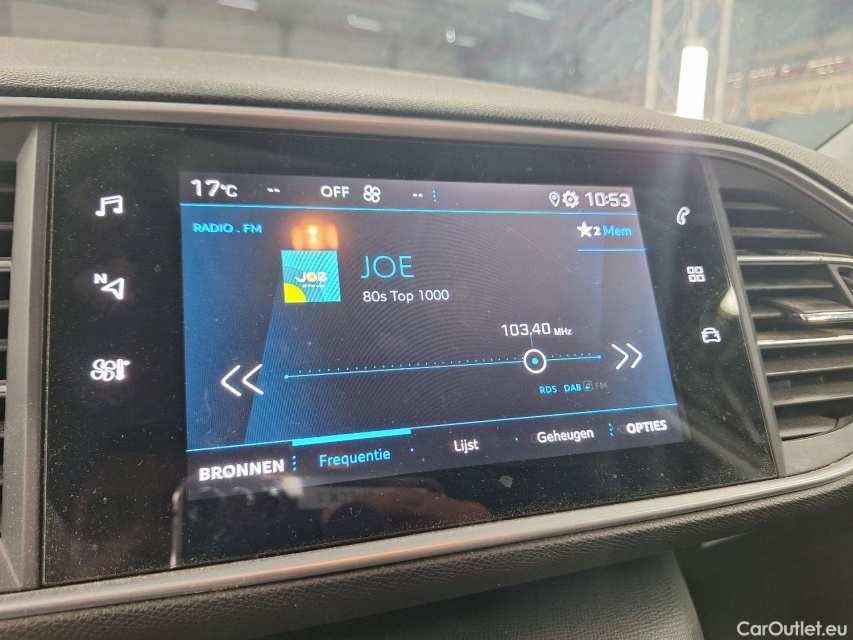 17°C -- OFF -- 10:53
RADIO . FM
2 Mem
JOE
JOE
80s Top 1000
103.40 MHz
RDS DAB FM
BRONNEN
Frequentie
Lijst
Geheugen
OPTIES
N
CarOutlet.eu